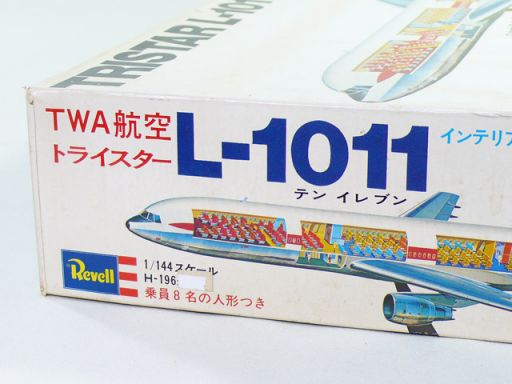 TRISTAR L-1011
TWA航空
トライスター
L-1011
テン イレブン
インテリア
Revell
1/144スケール
H-196
乗員8名の人形つき